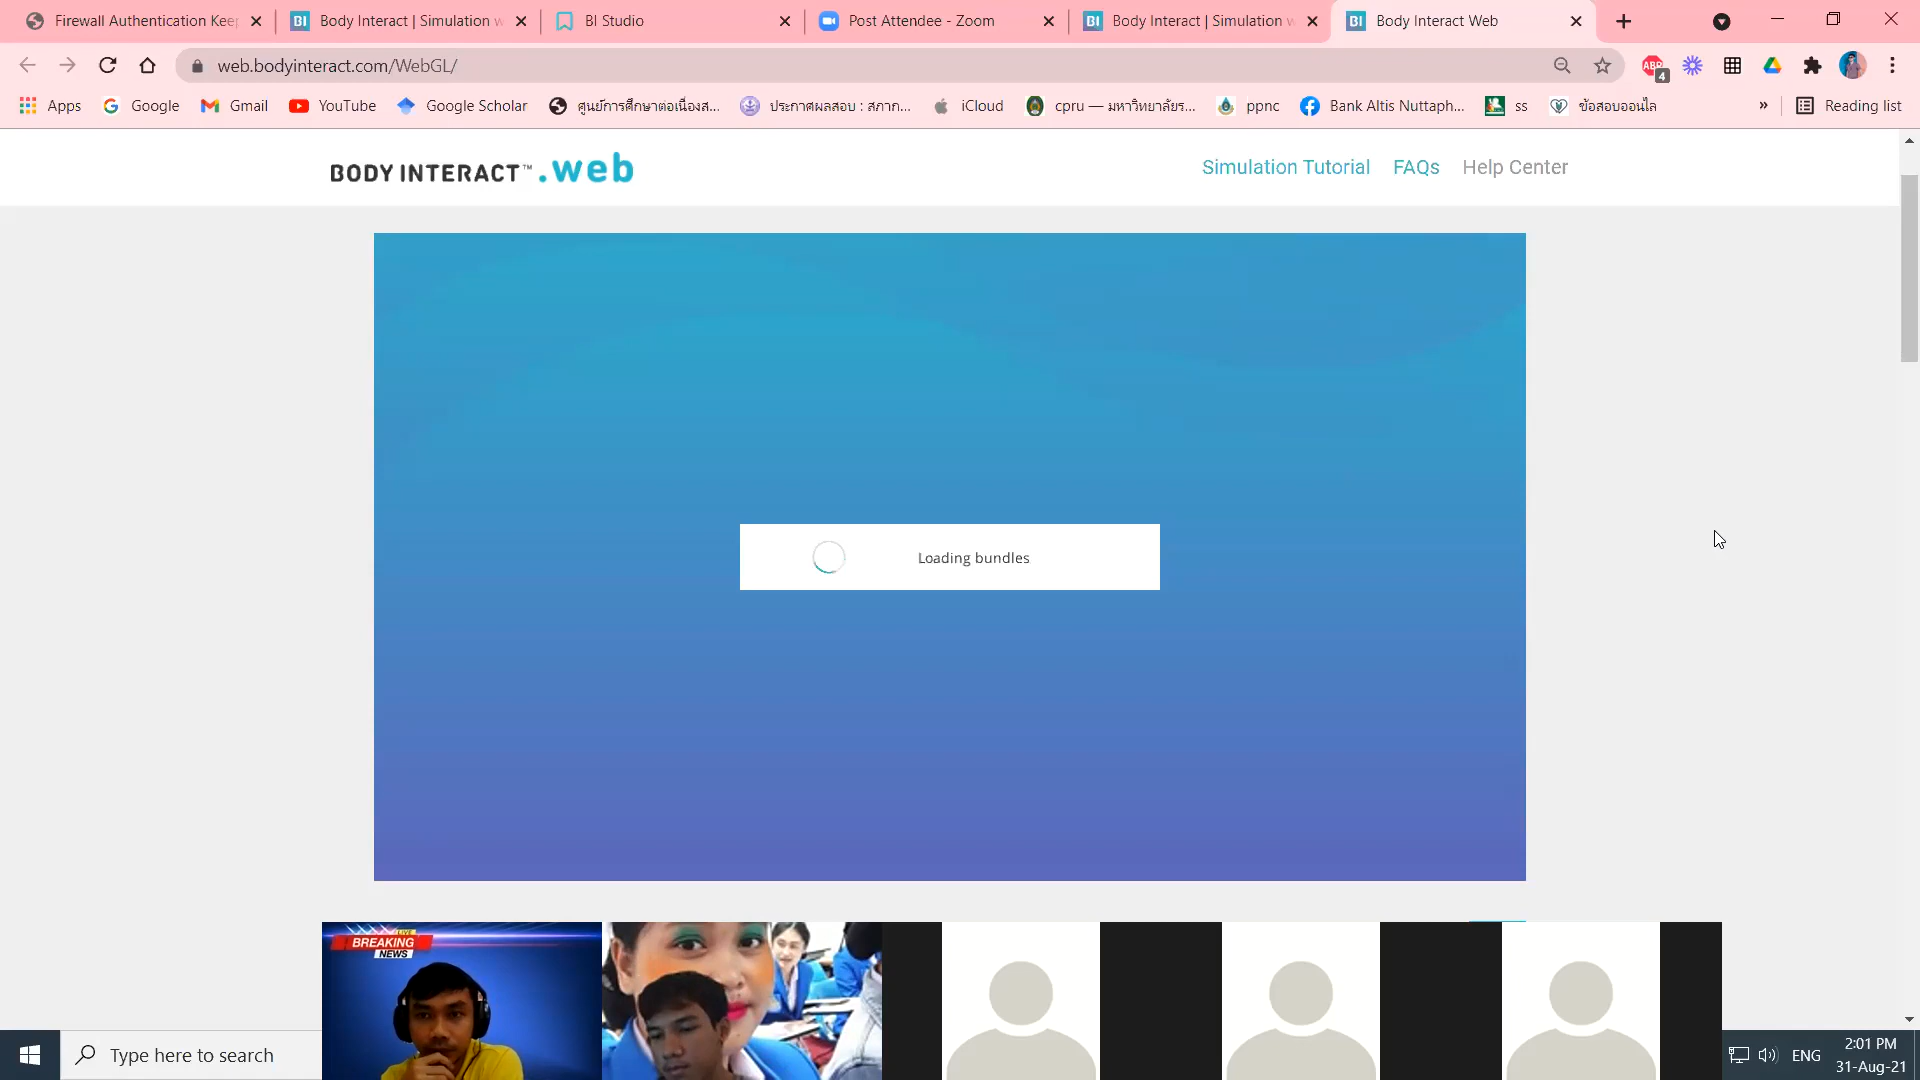 Firewall Authentication Kee
Body Interact | Simulation w
BI Studio
Post Attendee - Zoom
Body Interact | Simulation w
Body Interact Web
web.bodyinteract.com/WebGL/
ABP
4
Apps
Google
Gmail
YouTube
Google Scholar
ศูนย์การศึกษาต่อเนื่องส...
ประกาศผลสอบ : สภาก...
iCloud
cpru — มหาวิทยาลัยร...
ppnc
Bank Altis Nuttaph...
ss
ข้อสอบออนไล
»
Reading list
BODY INTERACT™.web
Simulation Tutorial
FAQs
Help Center
Loading bundles
LIVE
BREAKING
NEWS
Type here to search
ENG
2:01 PM
31-Aug-21